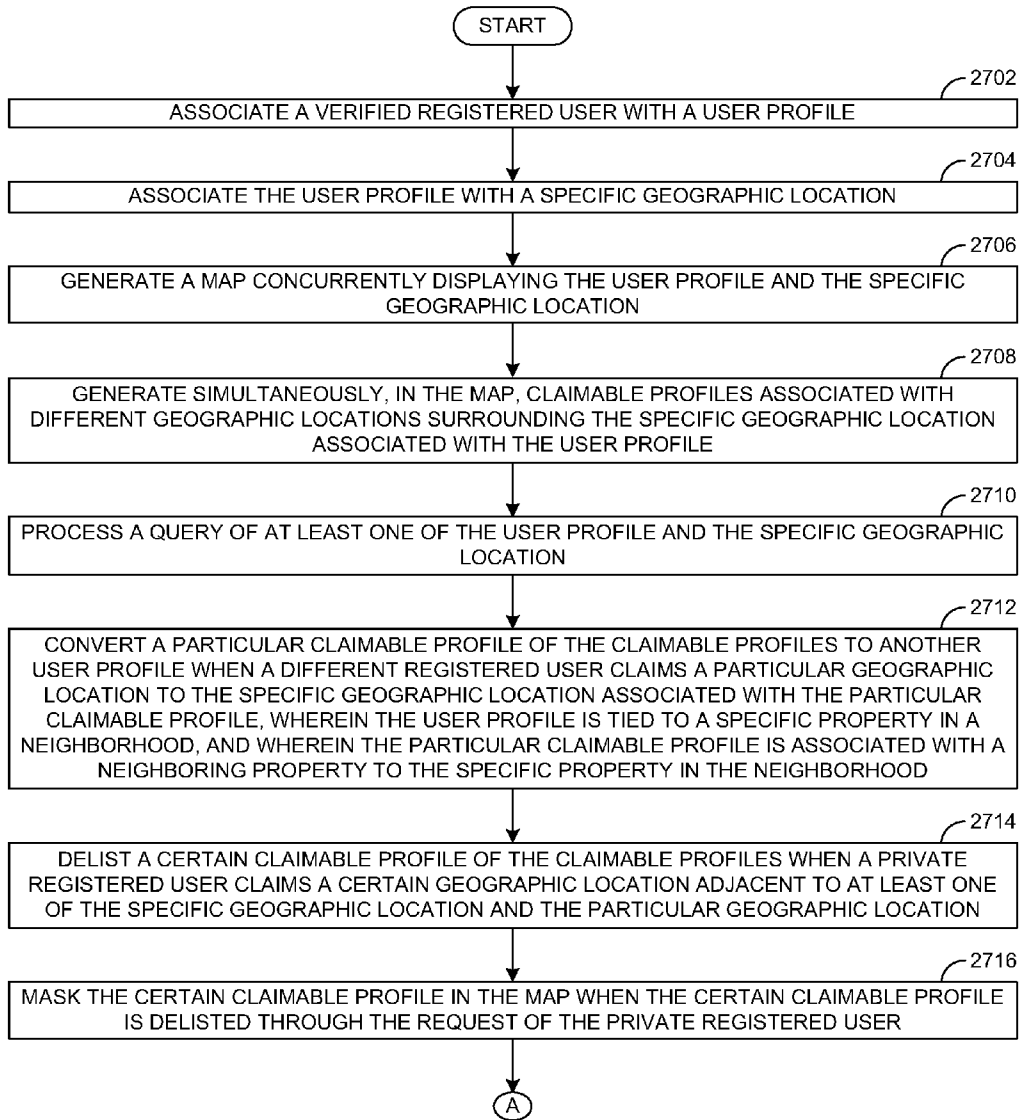 START
2702
ASSOCIATE A VERIFIED REGISTERED USER WITH A USER PROFILE
2704
ASSOCIATE THE USER PROFILE WITH A SPECIFIC GEOGRAPHIC LOCATION
2706
GENERATE A MAP CONCURRENTLY DISPLAYING THE USER PROFILE AND THE SPECIFIC
GEOGRAPHIC LOCATION
2708
GENERATE SIMULTANEOUSLY, IN THE MAP, CLAIMABLE PROFILES ASSOCIATED WITH
DIFFERENT GEOGRAPHIC LOCATIONS SURROUNDING THE SPECIFIC GEOGRAPHIC LOCATION
ASSOCIATED WITH THE USER PROFILE
2710
PROCESS A QUERY OF AT LEAST ONE OF THE USER PROFILE AND THE SPECIFIC GEOGRAPHIC
LOCATION
2712
CONVERT A PARTICULAR CLAIMABLE PROFILE OF THE CLAIMABLE PROFILES TO ANOTHER
USER PROFILE WHEN A DIFFERENT REGISTERED USER CLAIMS A PARTICULAR GEOGRAPHIC
LOCATION TO THE SPECIFIC GEOGRAPHIC LOCATION ASSOCIATED WITH THE PARTICULAR
CLAIMABLE PROFILE, WHEREIN THE USER PROFILE IS TIED TO A SPECIFIC PROPERTY IN A
NEIGHBORHOOD, AND WHEREIN THE PARTICULAR CLAIMABLE PROFILE IS ASSOCIATED WITH A
NEIGHBORING PROPERTY TO THE SPECIFIC PROPERTY IN THE NEIGHBORHOOD
2714
DELIST A CERTAIN CLAIMABLE PROFILE OF THE CLAIMABLE PROFILES WHEN A PRIVATE
REGISTERED USER CLAIMS A CERTAIN GEOGRAPHIC LOCATION ADJACENT TO AT LEAST ONE
OF THE SPECIFIC GEOGRAPHIC LOCATION AND THE PARTICULAR GEOGRAPHIC LOCATION
2716
MASK THE CERTAIN CLAIMABLE PROFILE IN THE MAP WHEN THE CERTAIN CLAIMABLE PROFILE
IS DELISTED THROUGH THE REQUEST OF THE PRIVATE REGISTERED USER
A